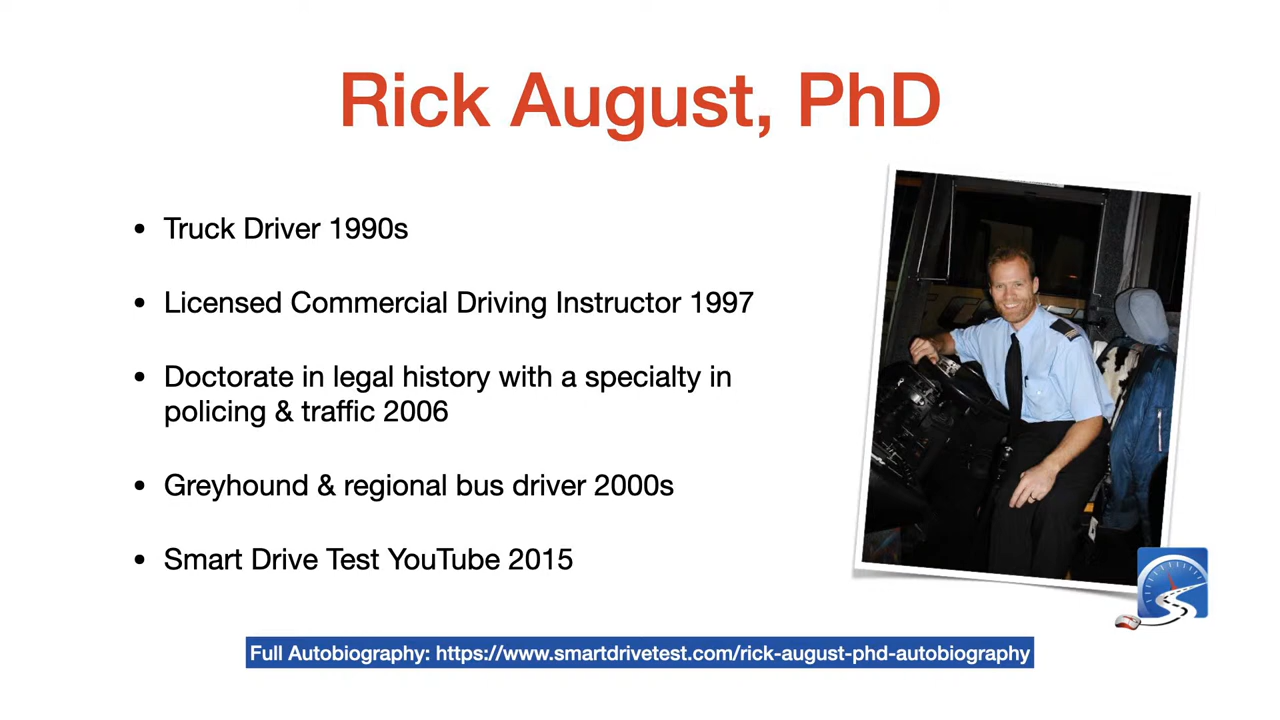 Rick August, PhD
• Truck Driver 1990s
• Licensed Commercial Driving Instructor 1997
• Doctorate in legal history with a specialty in
policing & traffic 2006
• Greyhound & regional bus driver 2000s
• Smart Drive Test YouTube 2015
Full Autobiography: https://www.smartdrivetest.com/rick-august-phd-autobiography